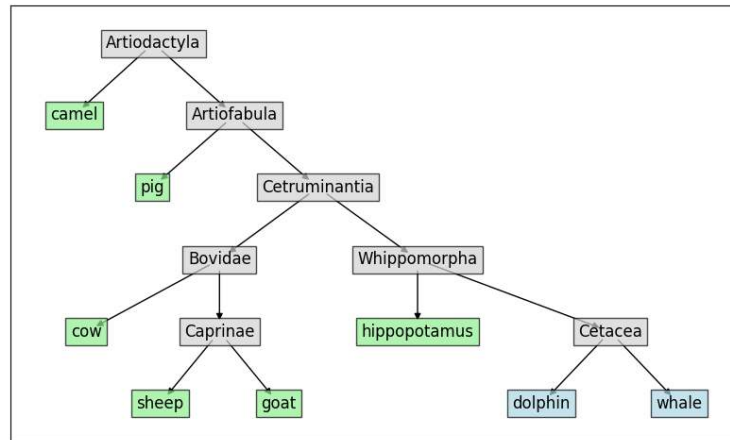 Artiodactyla
camel
Artiofabula
pig
Cetruminantia
Bovidae
Whippomorpha
cow
Caprinae
hippopotamus
Cetacea
sheep
goat
dolphin
whale